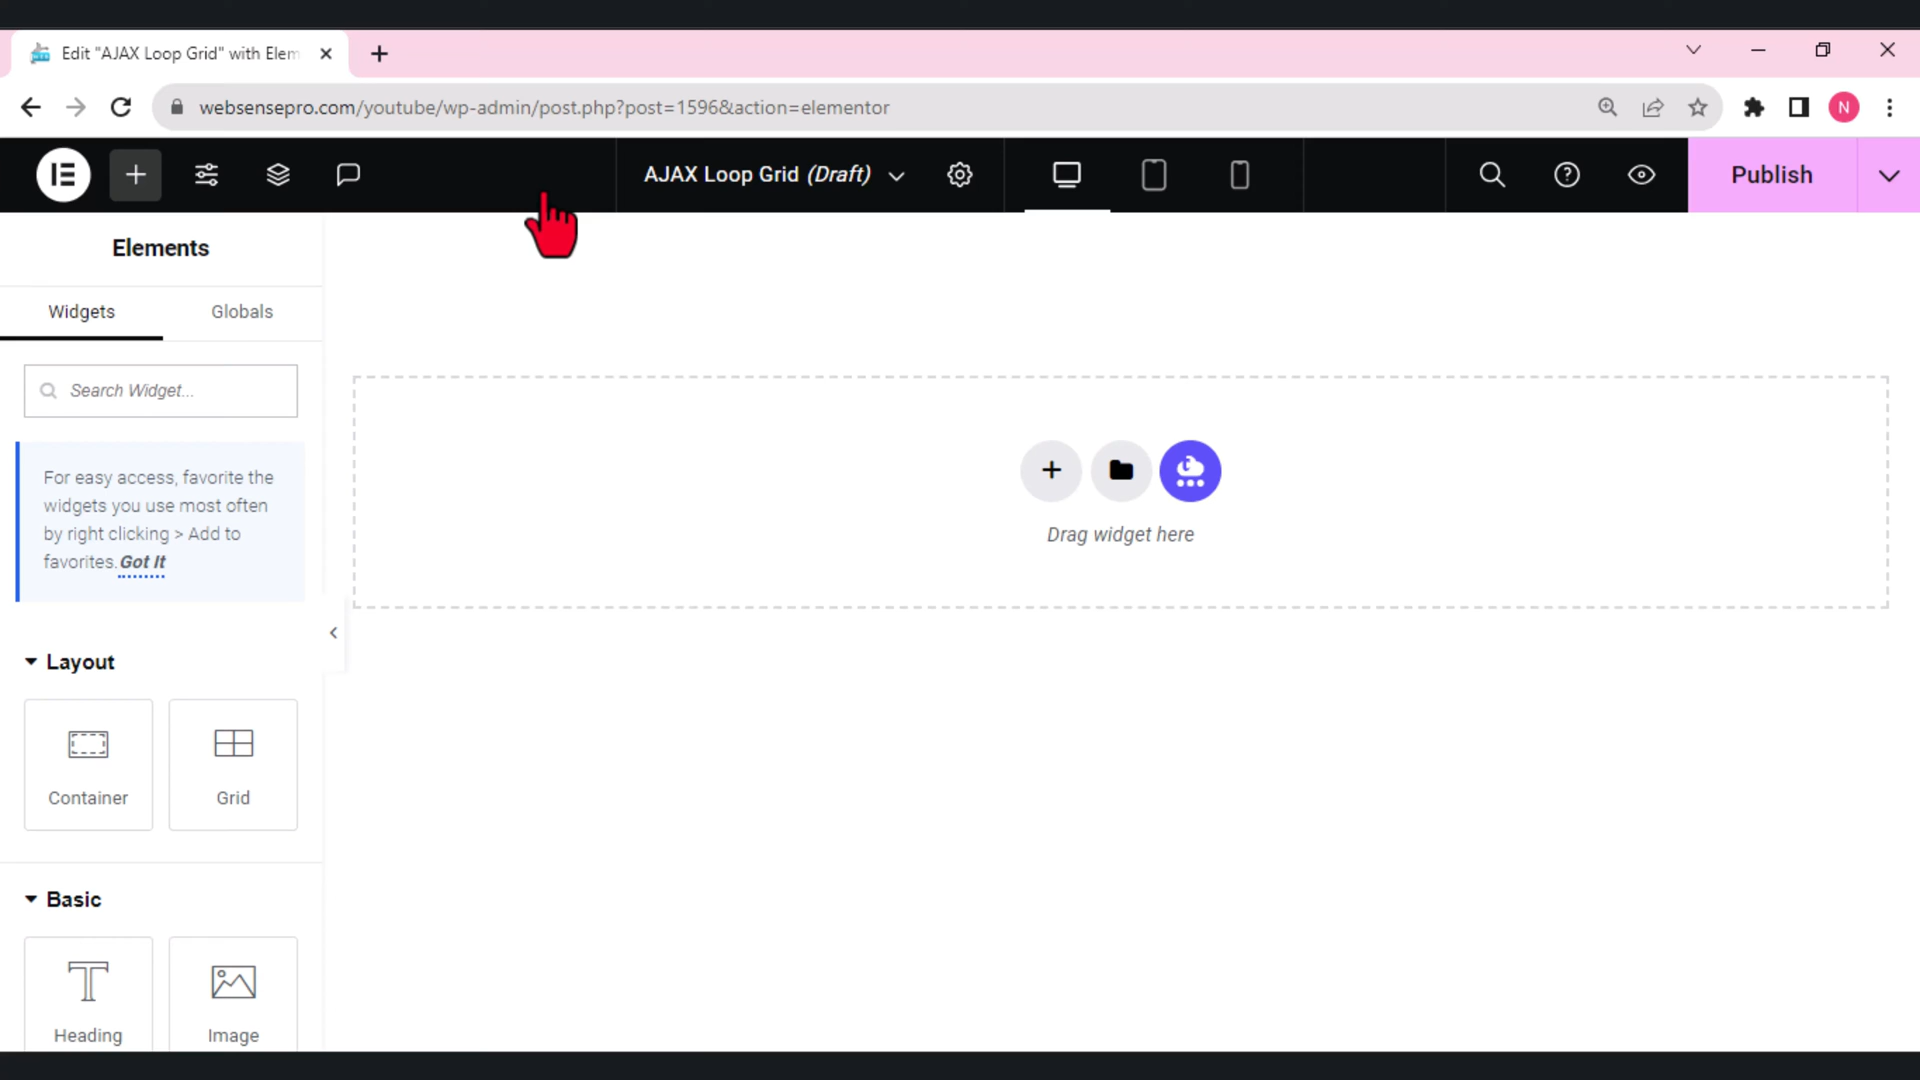 Edit "AJAX Loop Grid" with Elem
websensepro.com/youtube/wp-admin/post.php?post=1596&action=elementor
N
AJAX Loop Grid (Draft)
Publish
Elements
Widgets
Globals
Search Widget...
For easy access, favorite the
widgets you use most often
by right clicking > Add to
favorites. Got It
Drag widget here
Layout
Container
Grid
Basic
Heading
Image